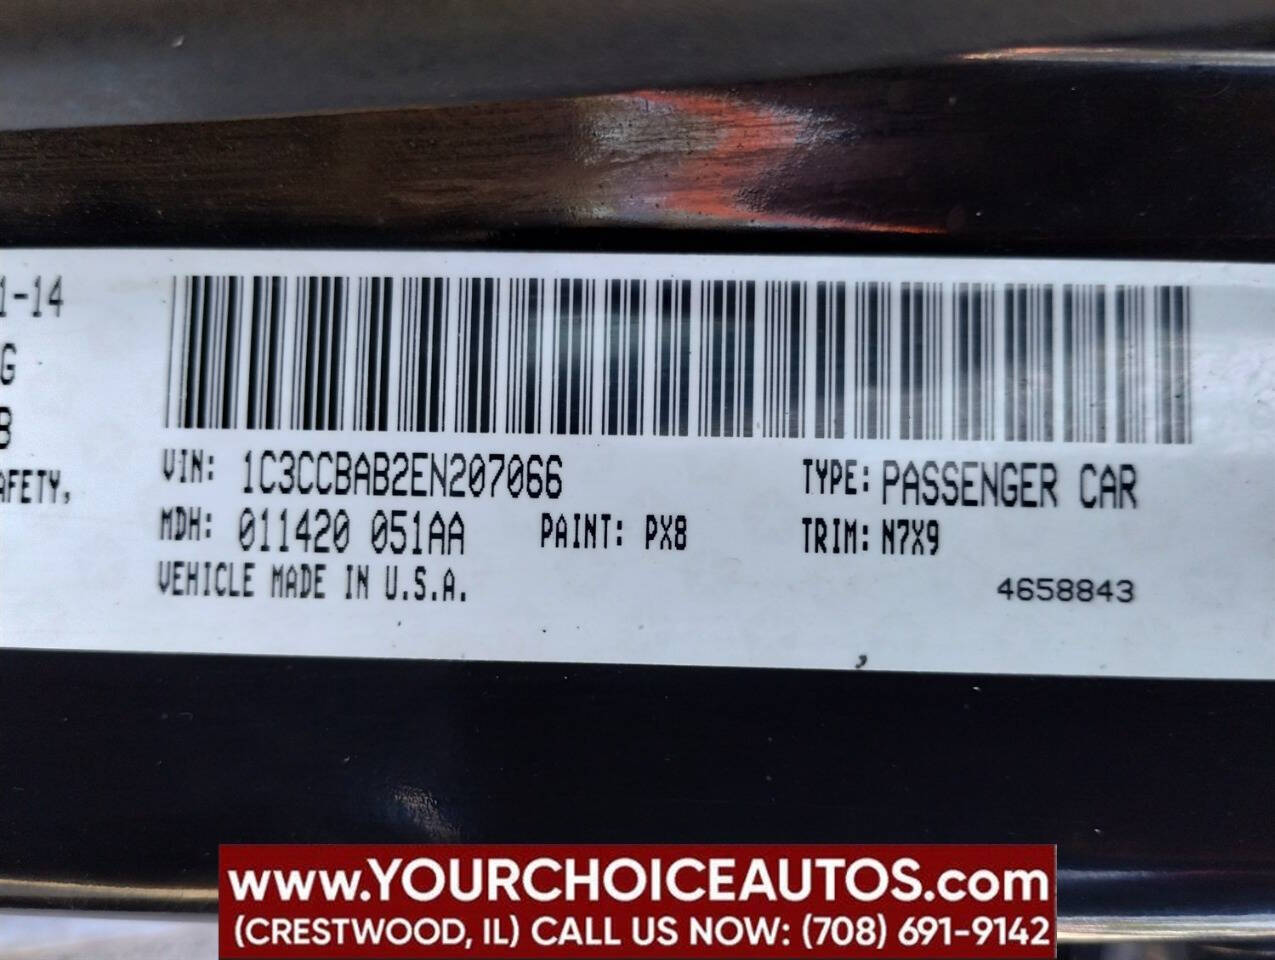 1-14
G
B
AFETY,
VIN: 1C3CCBAB2EN207066 TYPE: PASSENGER CAR
MDH: 011420 051AA PAINT: PX8 TRIM: N7X9
VEHICLE MADE IN U.S.A. 4658843
www.YOURCHOICEAUTOS.com
(CRESTWOOD, IL) CALL US NOW: (708) 691-9142